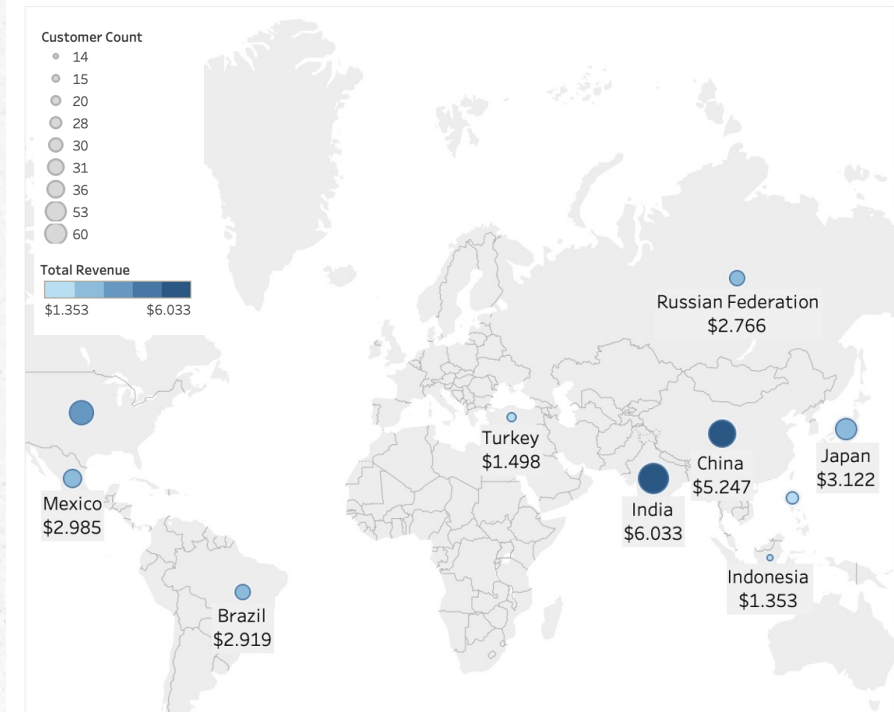 Customer Count
14
15
20
28
30
31
36
53
60
Total Revenue
$1.353
$6.033
Russian Federation
$2.766
Turkey
$1.498
China
$5.247
Japan
$3.122
Mexico
$2.985
India
$6.033
Indonesia
$1.353
Brazil
$2.919